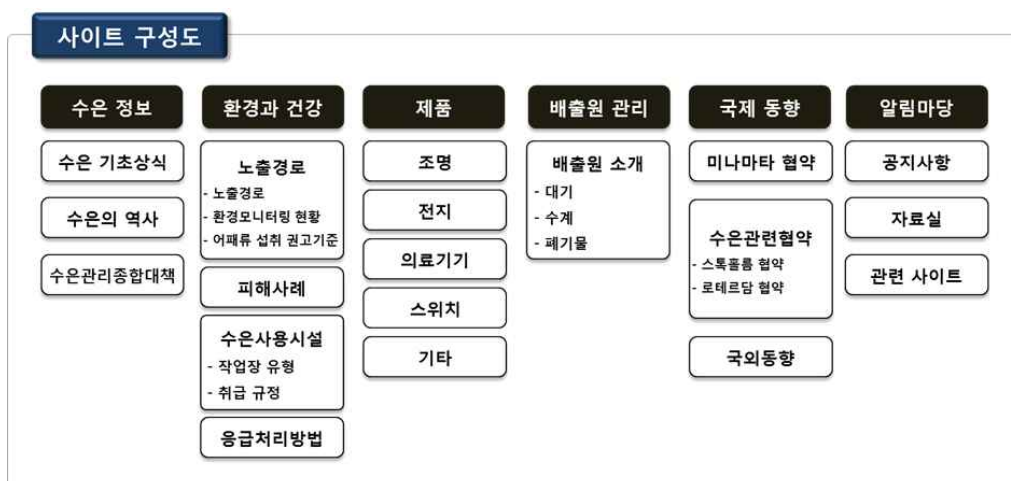 사이트 구성도
수은 정보
수은 기초상식
수은의 역사
수은관리종합대책
환경과 건강
노출경로
- 노출경로
- 환경모니터링 현황
- 어패류 섭취 권고기준
피해사례
수은사용시설
- 작업장 유형
- 취급 규정
응급처리방법
제품
조명
전지
의료기기
스위치
기타
배출원 관리
배출원 소개
- 대기
- 수계
- 폐기물
국제 동향
미나마타 협약
수은관련협약
- 스톡홀름 협약
- 로테르담 협약
국외동향
알림마당
공지사항
자료실
관련 사이트